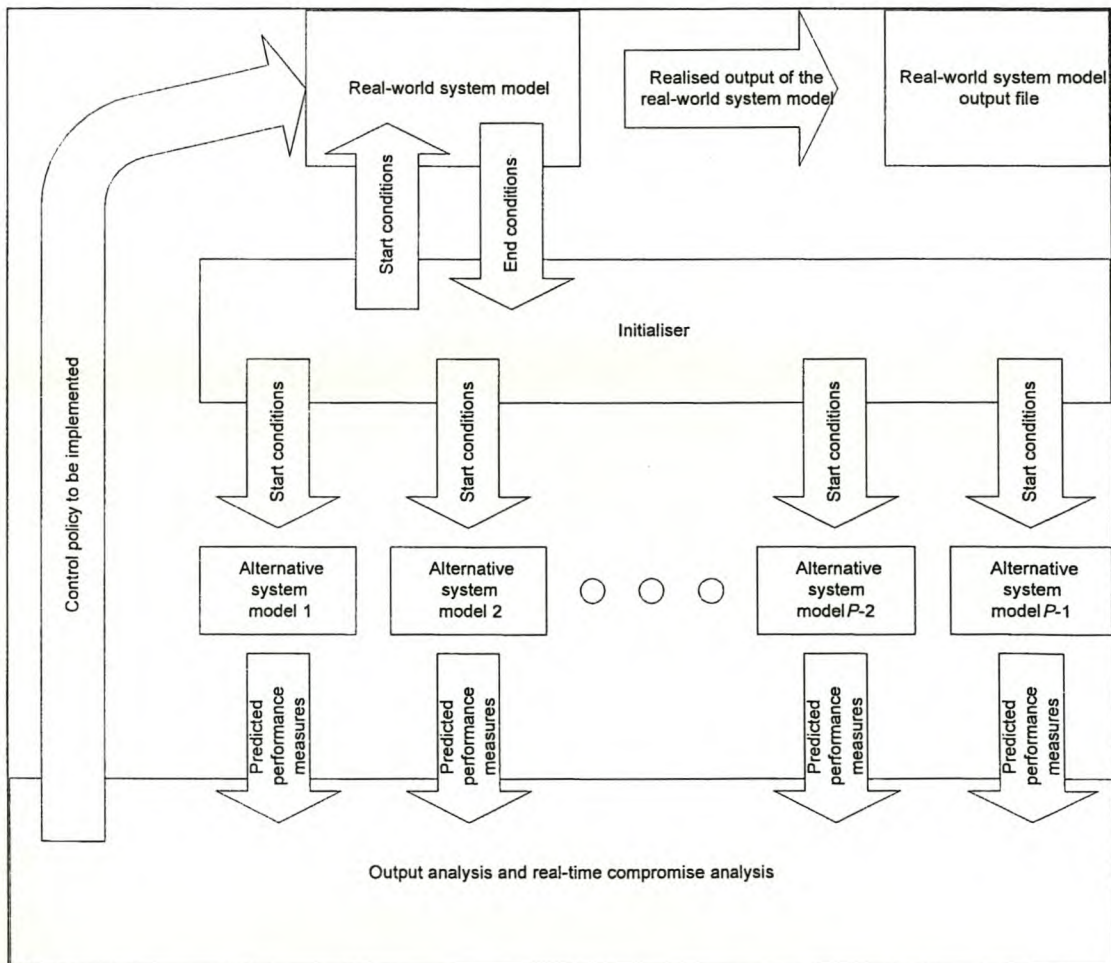 Real-world system model
Realised output of the
real-world system model
Real-world system model
output file
Start conditions
End conditions
Initialiser
Control policy to be implemented
Start conditions
Start conditions
Start conditions
Start conditions
Alternative
system
model 1
Alternative
system
model 2
Alternative
system
model P-2
Alternative
system
model P-1
Predicted
performance
measures
Predicted
performance
measures
Predicted
performance
measures
Predicted
performance
measures
Output analysis and real-time compromise analysis